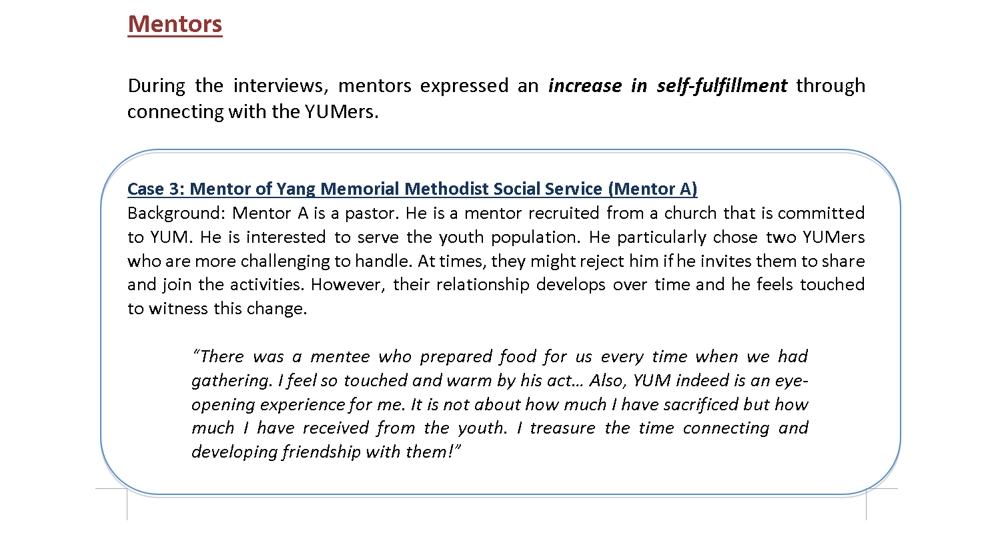 Mentors
During the interviews, mentors expressed an increase in self-fulfillment through
connecting with the YUMers.
Case 3: Mentor of Yang Memorial Methodist Social Service (Mentor A)
Background: Mentor A is a pastor. He is a mentor recruited from a church that is committed
to YUM. He is interested to serve the youth population. He particularly chose two YUMers
who are more challenging to handle. At times, they might reject him if he invites them to share
and join the activities. However, their relationship develops over time and he feels touched
to witness this change.
“There was a mentee who prepared food for us every time when we had
gathering. I feel so touched and warm by his act… Also, YUM indeed is an eye-
opening experience for me. It is not about how much I have sacrificed but how
much I have received from the youth. I treasure the time connecting and
developing friendship with them!”